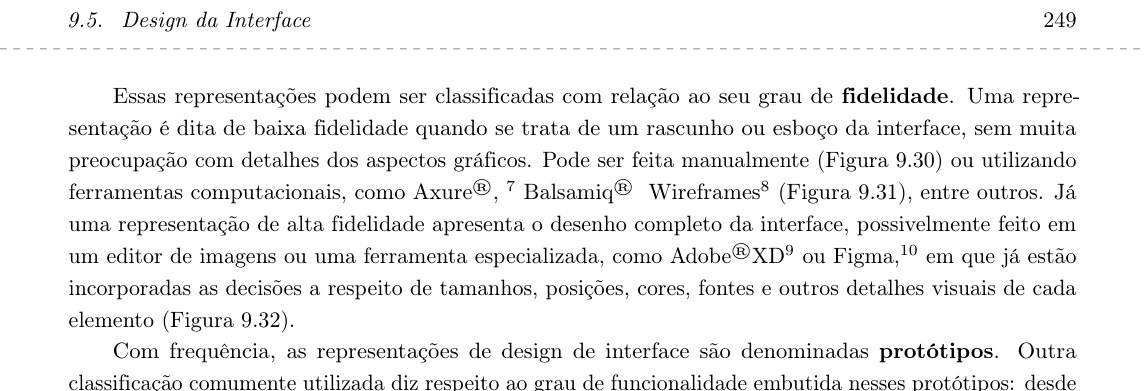 9.5. Design da Interface 249
Essas representações podem ser classificadas com relação ao seu grau de fidelidade. Uma repre-
sentação é dita de baixa fidelidade quando se trata de um rascunho ou esboço da interface, sem muita
preocupação com detalhes dos aspectos gráficos. Pode ser feita manualmente (Figura 9.30) ou utilizando
ferramentas computacionais, como Axure®, ⁷ Balsamiq® Wireframes⁸ (Figura 9.31), entre outros. Já
uma representação de alta fidelidade apresenta o desenho completo da interface, possivelmente feito em
um editor de imagens ou uma ferramenta especializada, como Adobe®XD⁹ ou Figma,¹⁰ em que já estão
incorporadas as decisões a respeito de tamanhos, posições, cores, fontes e outros detalhes visuais de cada
elemento (Figura 9.32).
Com frequência, as representações de design de interface são denominadas protótipos. Outra
classificação comumente utilizada diz respeito ao grau de funcionalidade embutida nesses protótipos: desde